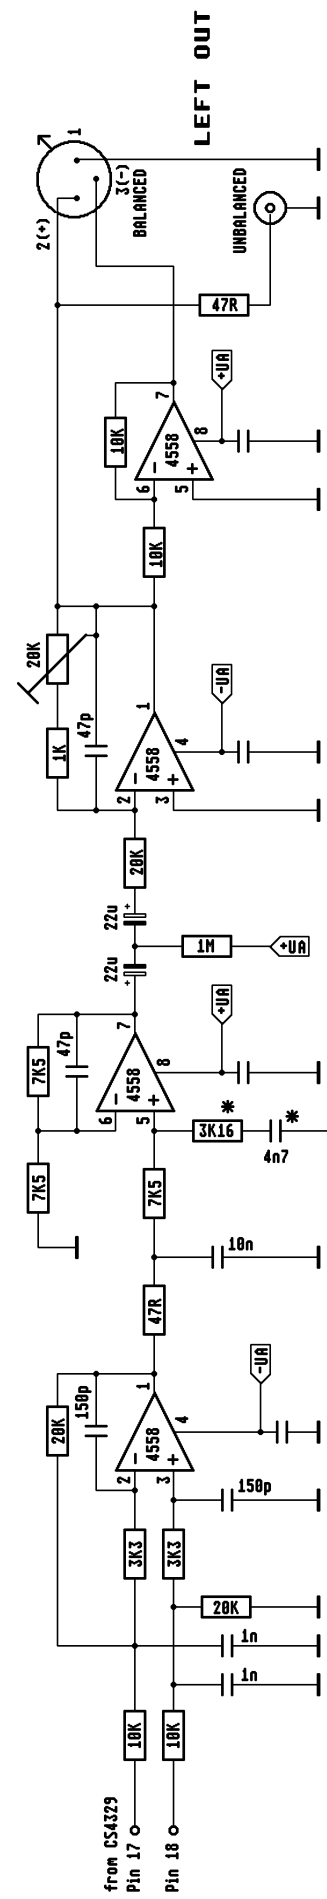 LEFT OUT
1
2(+)
3(-)
BALANCED
UNBALANCED
47R
+UA
7
8
4558
10K
6
5
-
+
10K
20K
1K
47p
1
4
-UA
4558
2
3
-
+
20K
22u
+
22u
+
1M
+UA
7K5
47p
7
8
+UA
4558
6
5
-
+
7K5
7K5
3K16
*
4n7
*
10n
47R
20K
150p
1
4
-UA
4558
2
3
-
+
150p
3K3
3K3
20K
1n
1n
10K
10K
from CS4329
Pin 17
Pin 18